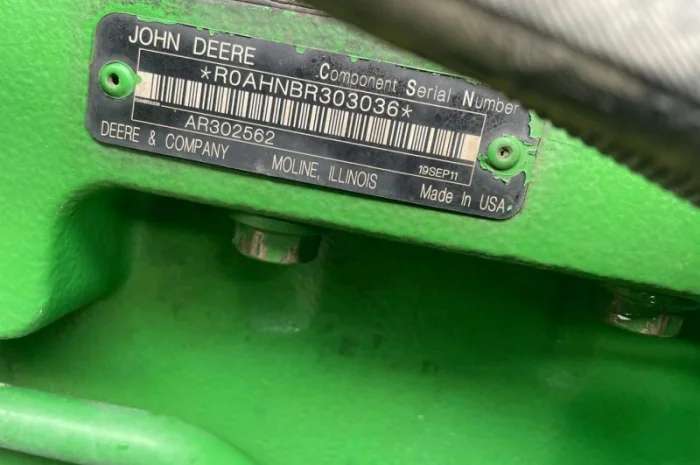 JOHN DEERE
Component Serial Number
*R0AHNBR303036*
AR302562
DEERE & COMPANY
MOLINE, ILLINOIS
19SEP11
Made In USA